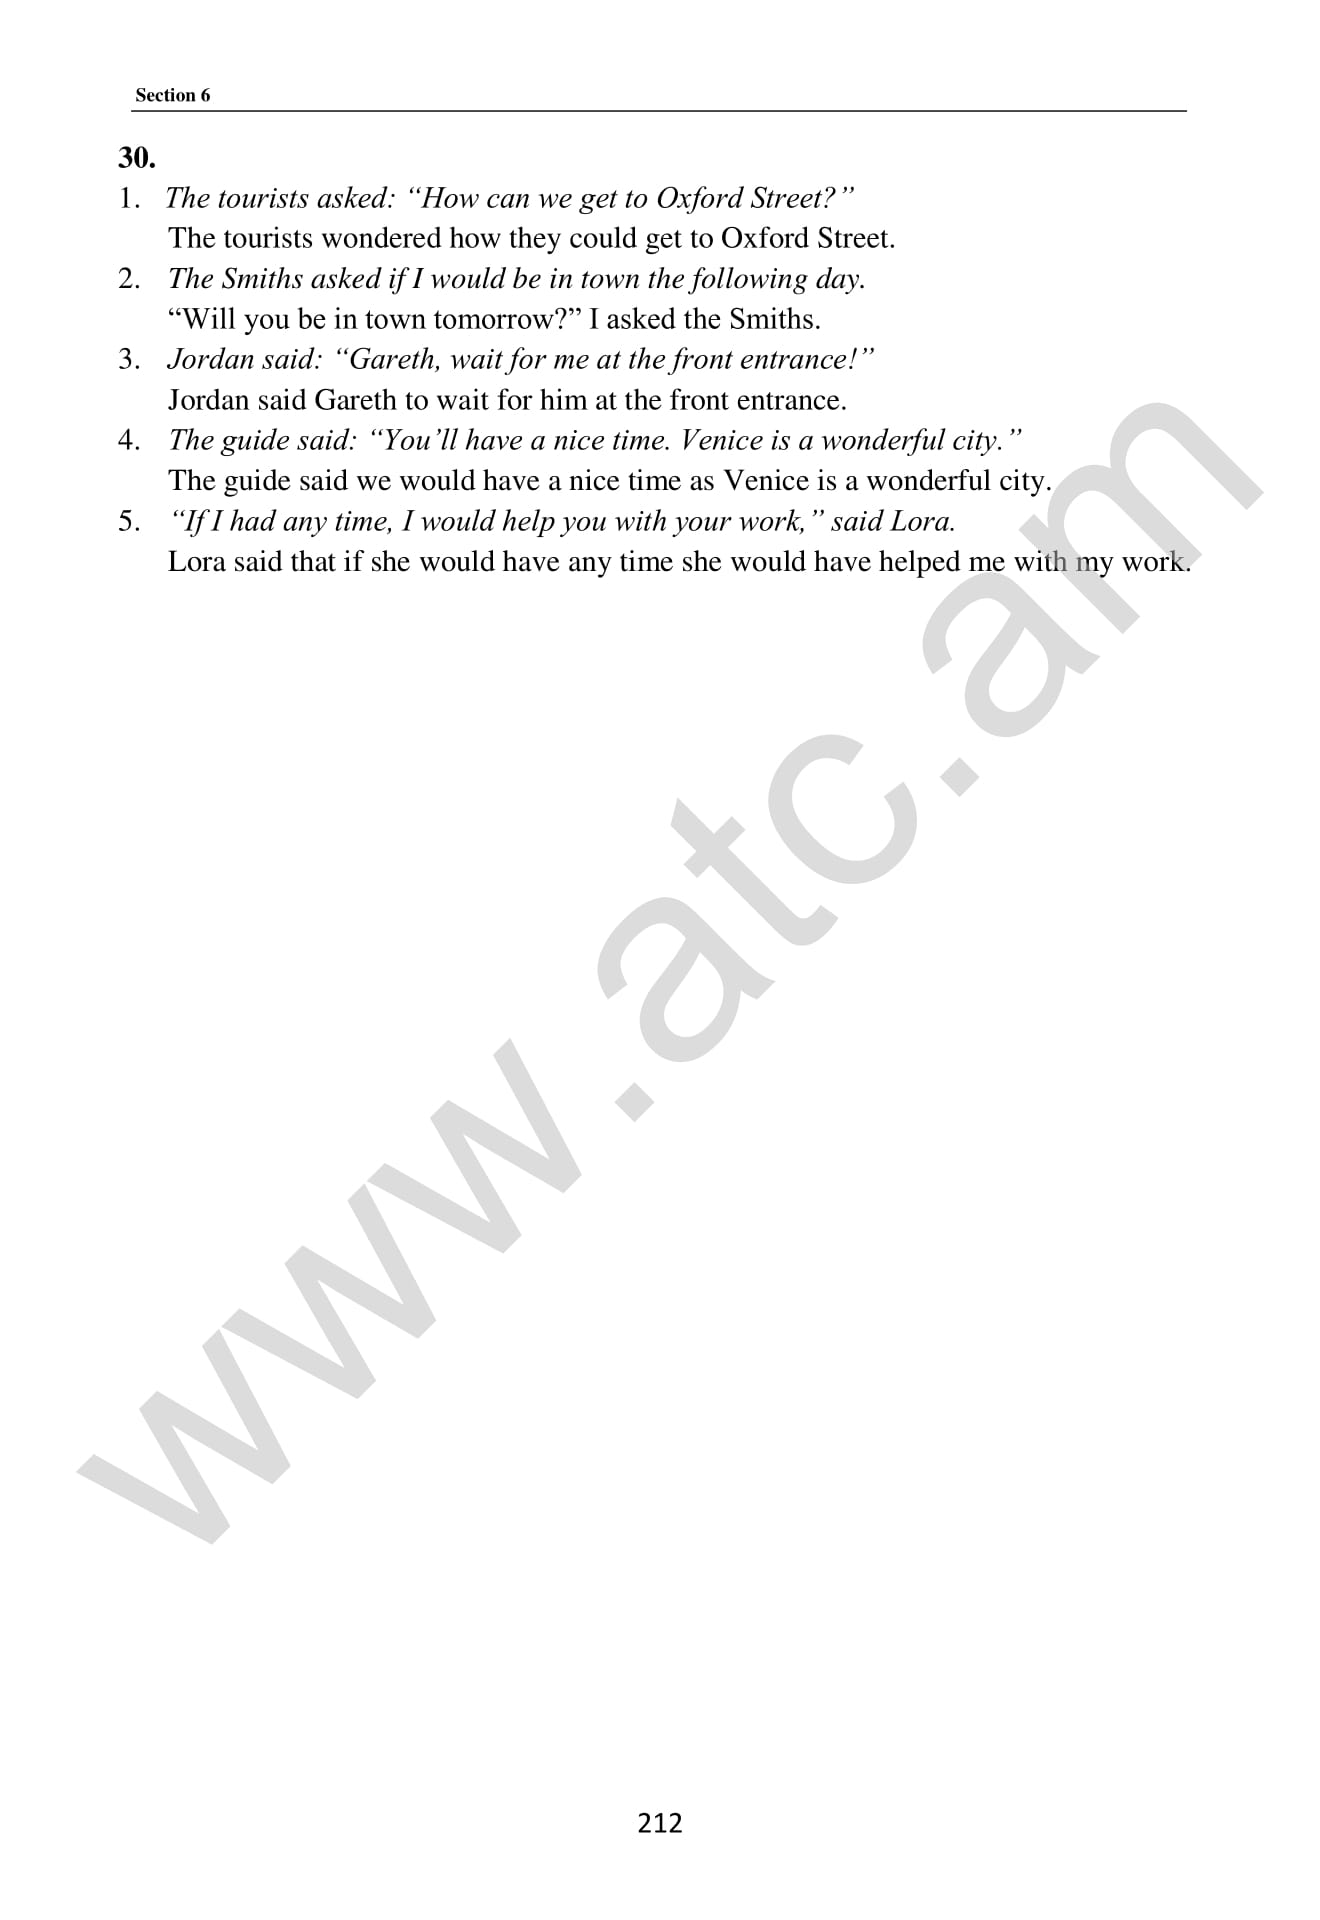 Section 6
30.
1. The tourists asked: “How can we get to Oxford Street?”
The tourists wondered how they could get to Oxford Street.
2. The Smiths asked if I would be in town the following day.
“Will you be in town tomorrow?” I asked the Smiths.
3. Jordan said: “Gareth, wait for me at the front entrance!”
Jordan said Gareth to wait for him at the front entrance.
4. The guide said: “You’ll have a nice time. Venice is a wonderful city.”
The guide said we would have a nice time as Venice is a wonderful city.
5. “If I had any time, I would help you with your work,” said Lora.
Lora said that if she would have any time she would have helped me with my work.
www.atc.am
212